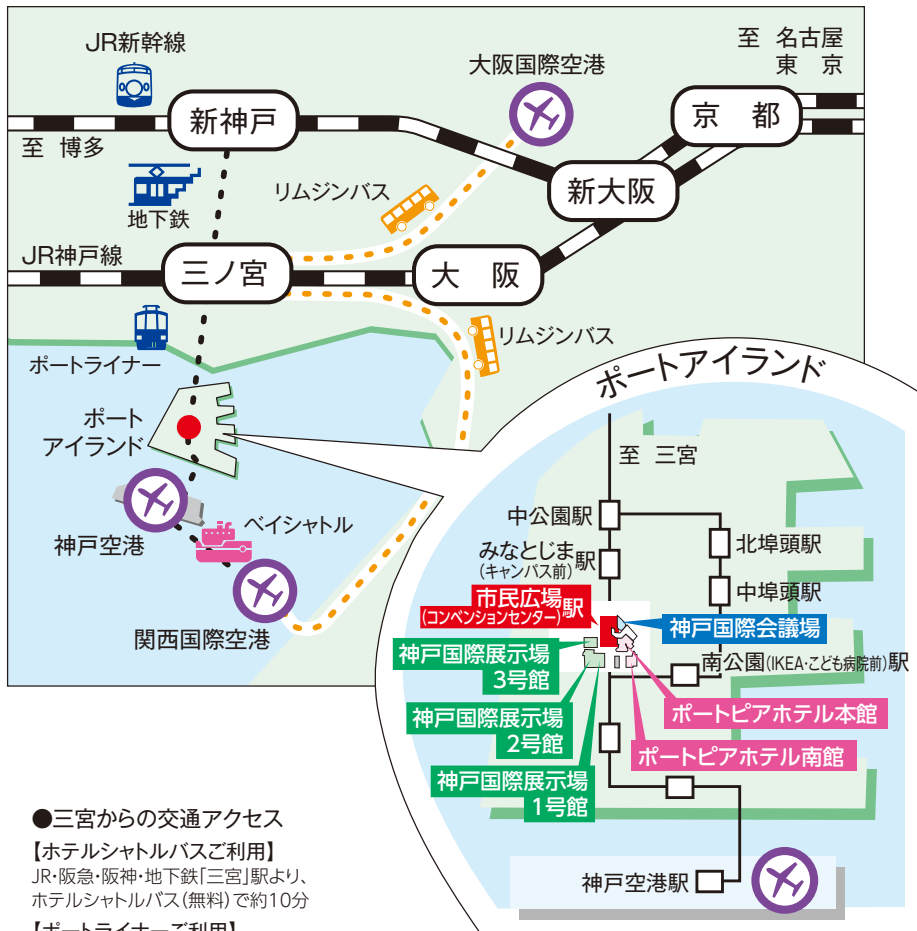 JR新幹線
大阪国際空港
至 名古屋
東 京
新神戸
京 都
至 博多
地下鉄
リムジンバス
新大阪
JR神戸線
三ノ宮
大 阪
ポートライナー
リムジンバス
ポート
アイランド
神戸空港
ベイシャトル
関西国際空港
ポートアイランド
至 三宮
中公園駅
みなとじま
(キャンパス前)
駅
北埠頭駅
中埠頭駅
市民広場
(コンベンションセンター)
駅
神戸国際会議場
神戸国際展示場
3号館
南公園(IKEA・こども病院前)駅
神戸国際展示場
2号館
ポートピアホテル本館
ポートピアホテル南館
神戸国際展示場
1号館
神戸空港駅
●三宮からの交通アクセス
【ホテルシャトルバスご利用】
JR・阪急・阪神・地下鉄「三宮」駅より、
ホテルシャトルバス(無料)で約10分
【ポートライナーご利用】